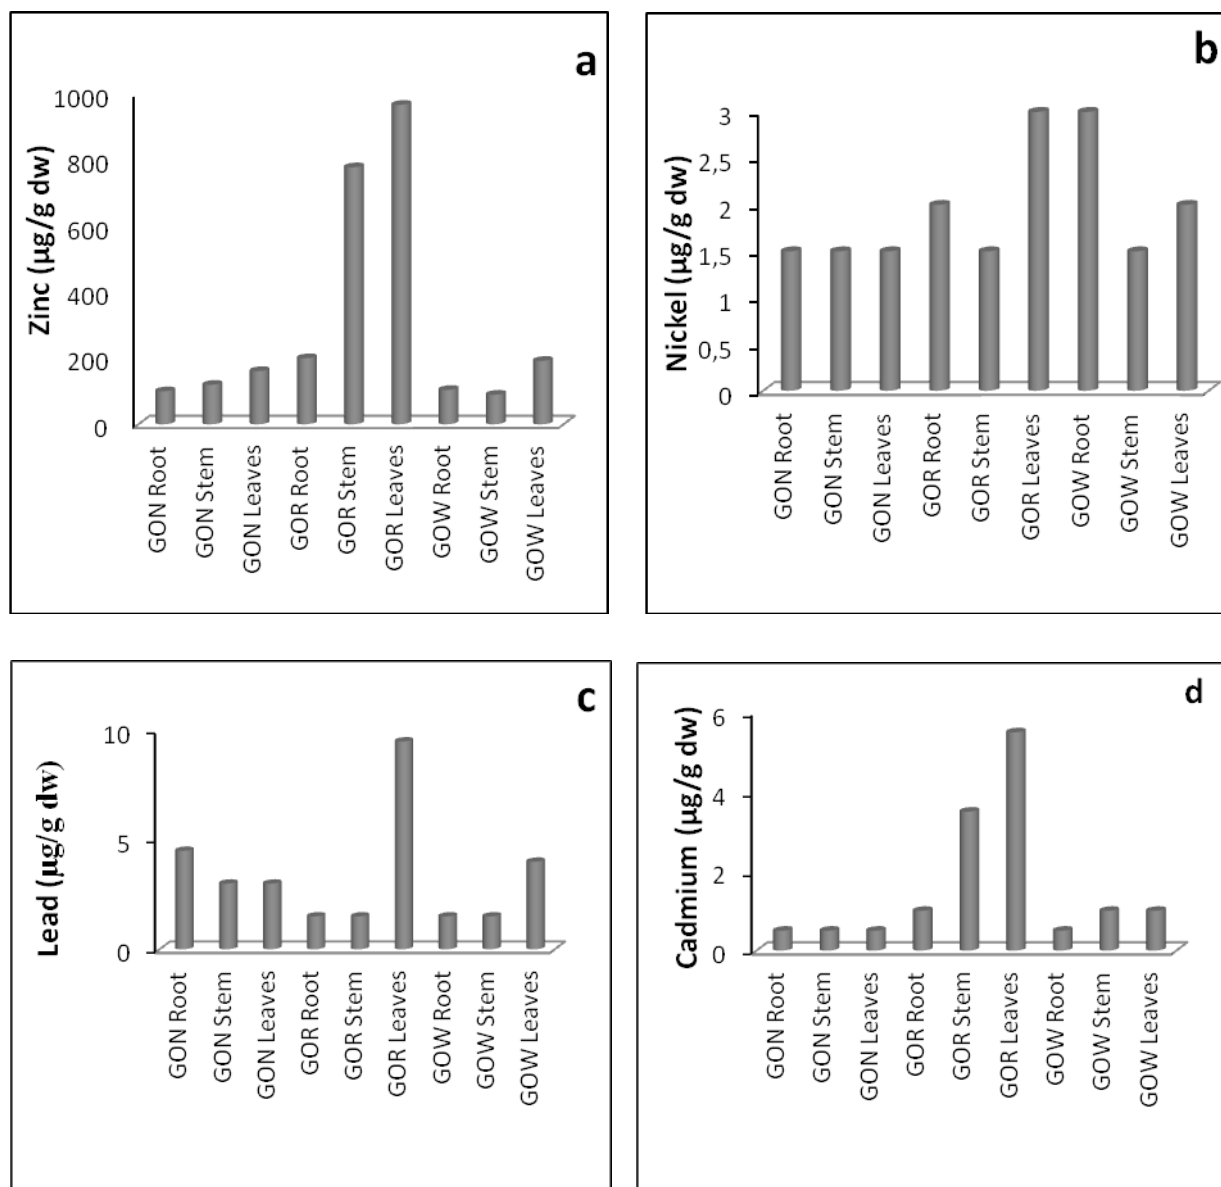 a
Zinc (µg/g dw)
1000
800
600
400
200
0
GON Root
GON Stem
GON Leaves
GOR Root
GOR Stem
GOR Leaves
GOW Root
GOW Stem
GOW Leaves
b
Nickel (µg/g dw)
3
2,5
2
1,5
1
0,5
0
GON Root
GON Stem
GON Leaves
GOR Root
GOR Stem
GOR Leaves
GOW Root
GOW Stem
GOW Leaves
c
Lead (µg/g dw)
10
5
0
GON Root
GON Stem
GON Leaves
GOR Root
GOR Stem
GOR Leaves
GOW Root
GOW Stem
GOW Leaves
d
Cadmium (µg/g dw)
6
4
2
0
GON Root
GON Stem
GON Leaves
GOR Root
GOR Stem
GOR Leaves
GOW Root
GOW Stem
GOW Leaves